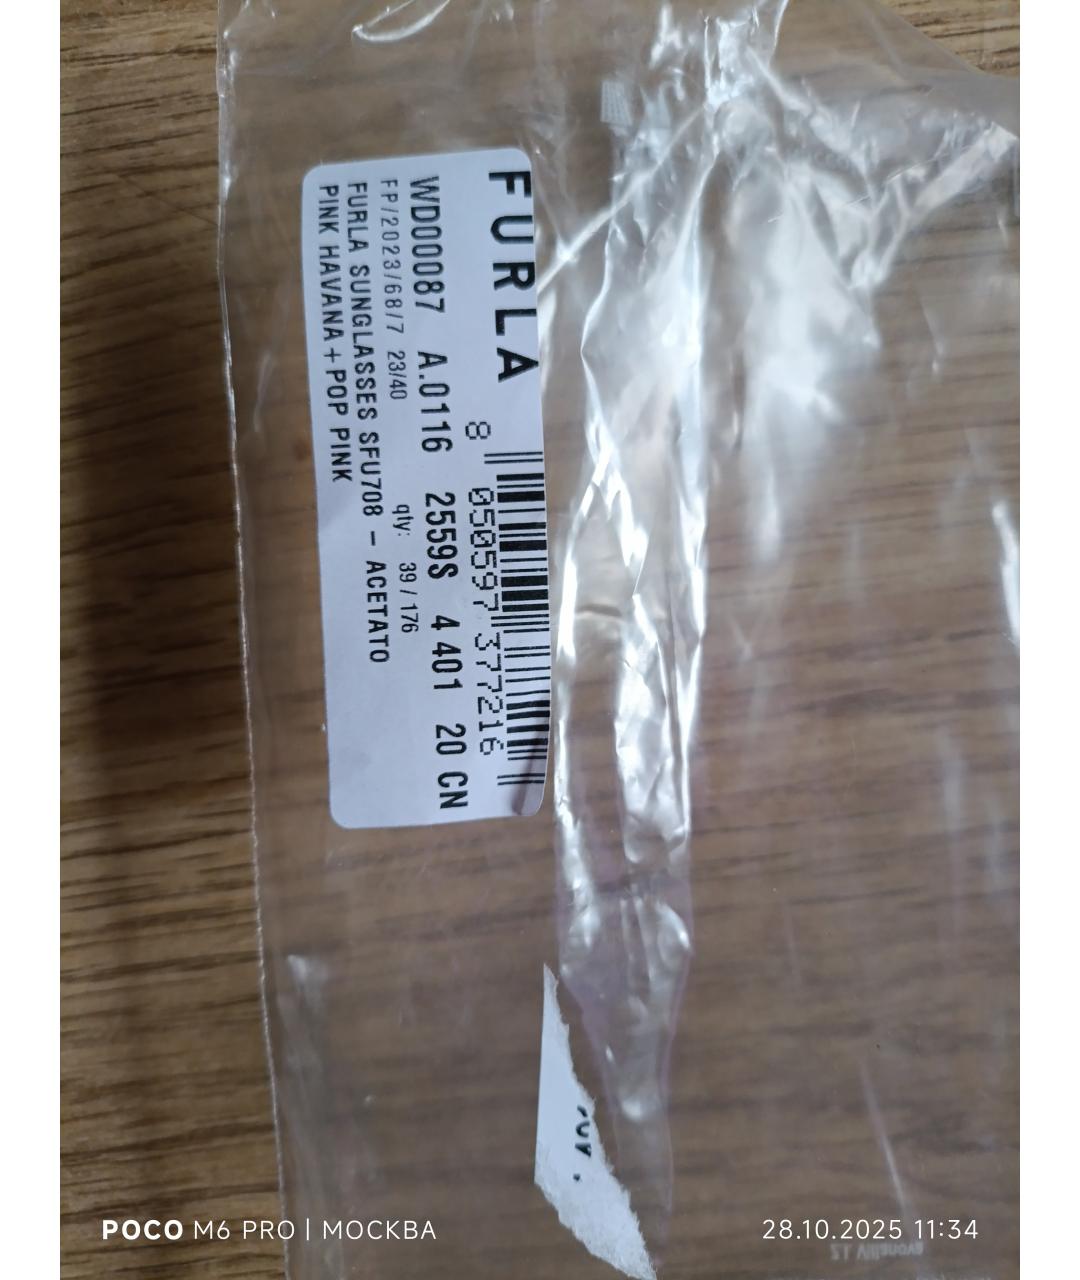 FURLA
8 050597 377216
WD00087 A.0116 2559S 4 401 20 CN
FP/2023/68/7 23/40 qty: 39 / 176
FURLA SUNGLASSES SFU708 – ACETATO
PINK HAVANA+POP PINK
POCO M6 PRO | МОСКВА
28.10.2025 11:34